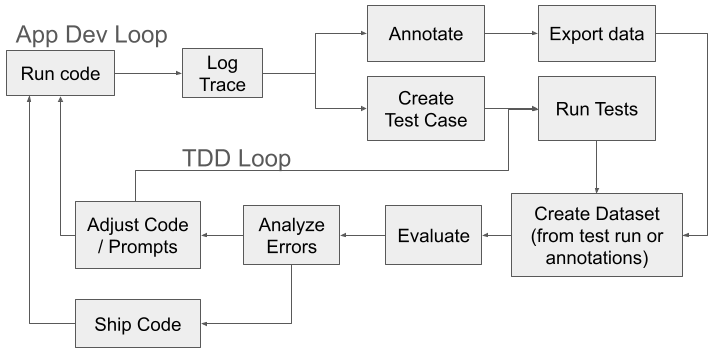 App Dev Loop
Run code
Log
Trace
Annotate
Export data
Create
Test Case
Run Tests
TDD Loop
Adjust Code
/ Prompts
Analyze
Errors
Evaluate
Create Dataset
(from test run or
annotations)
Ship Code